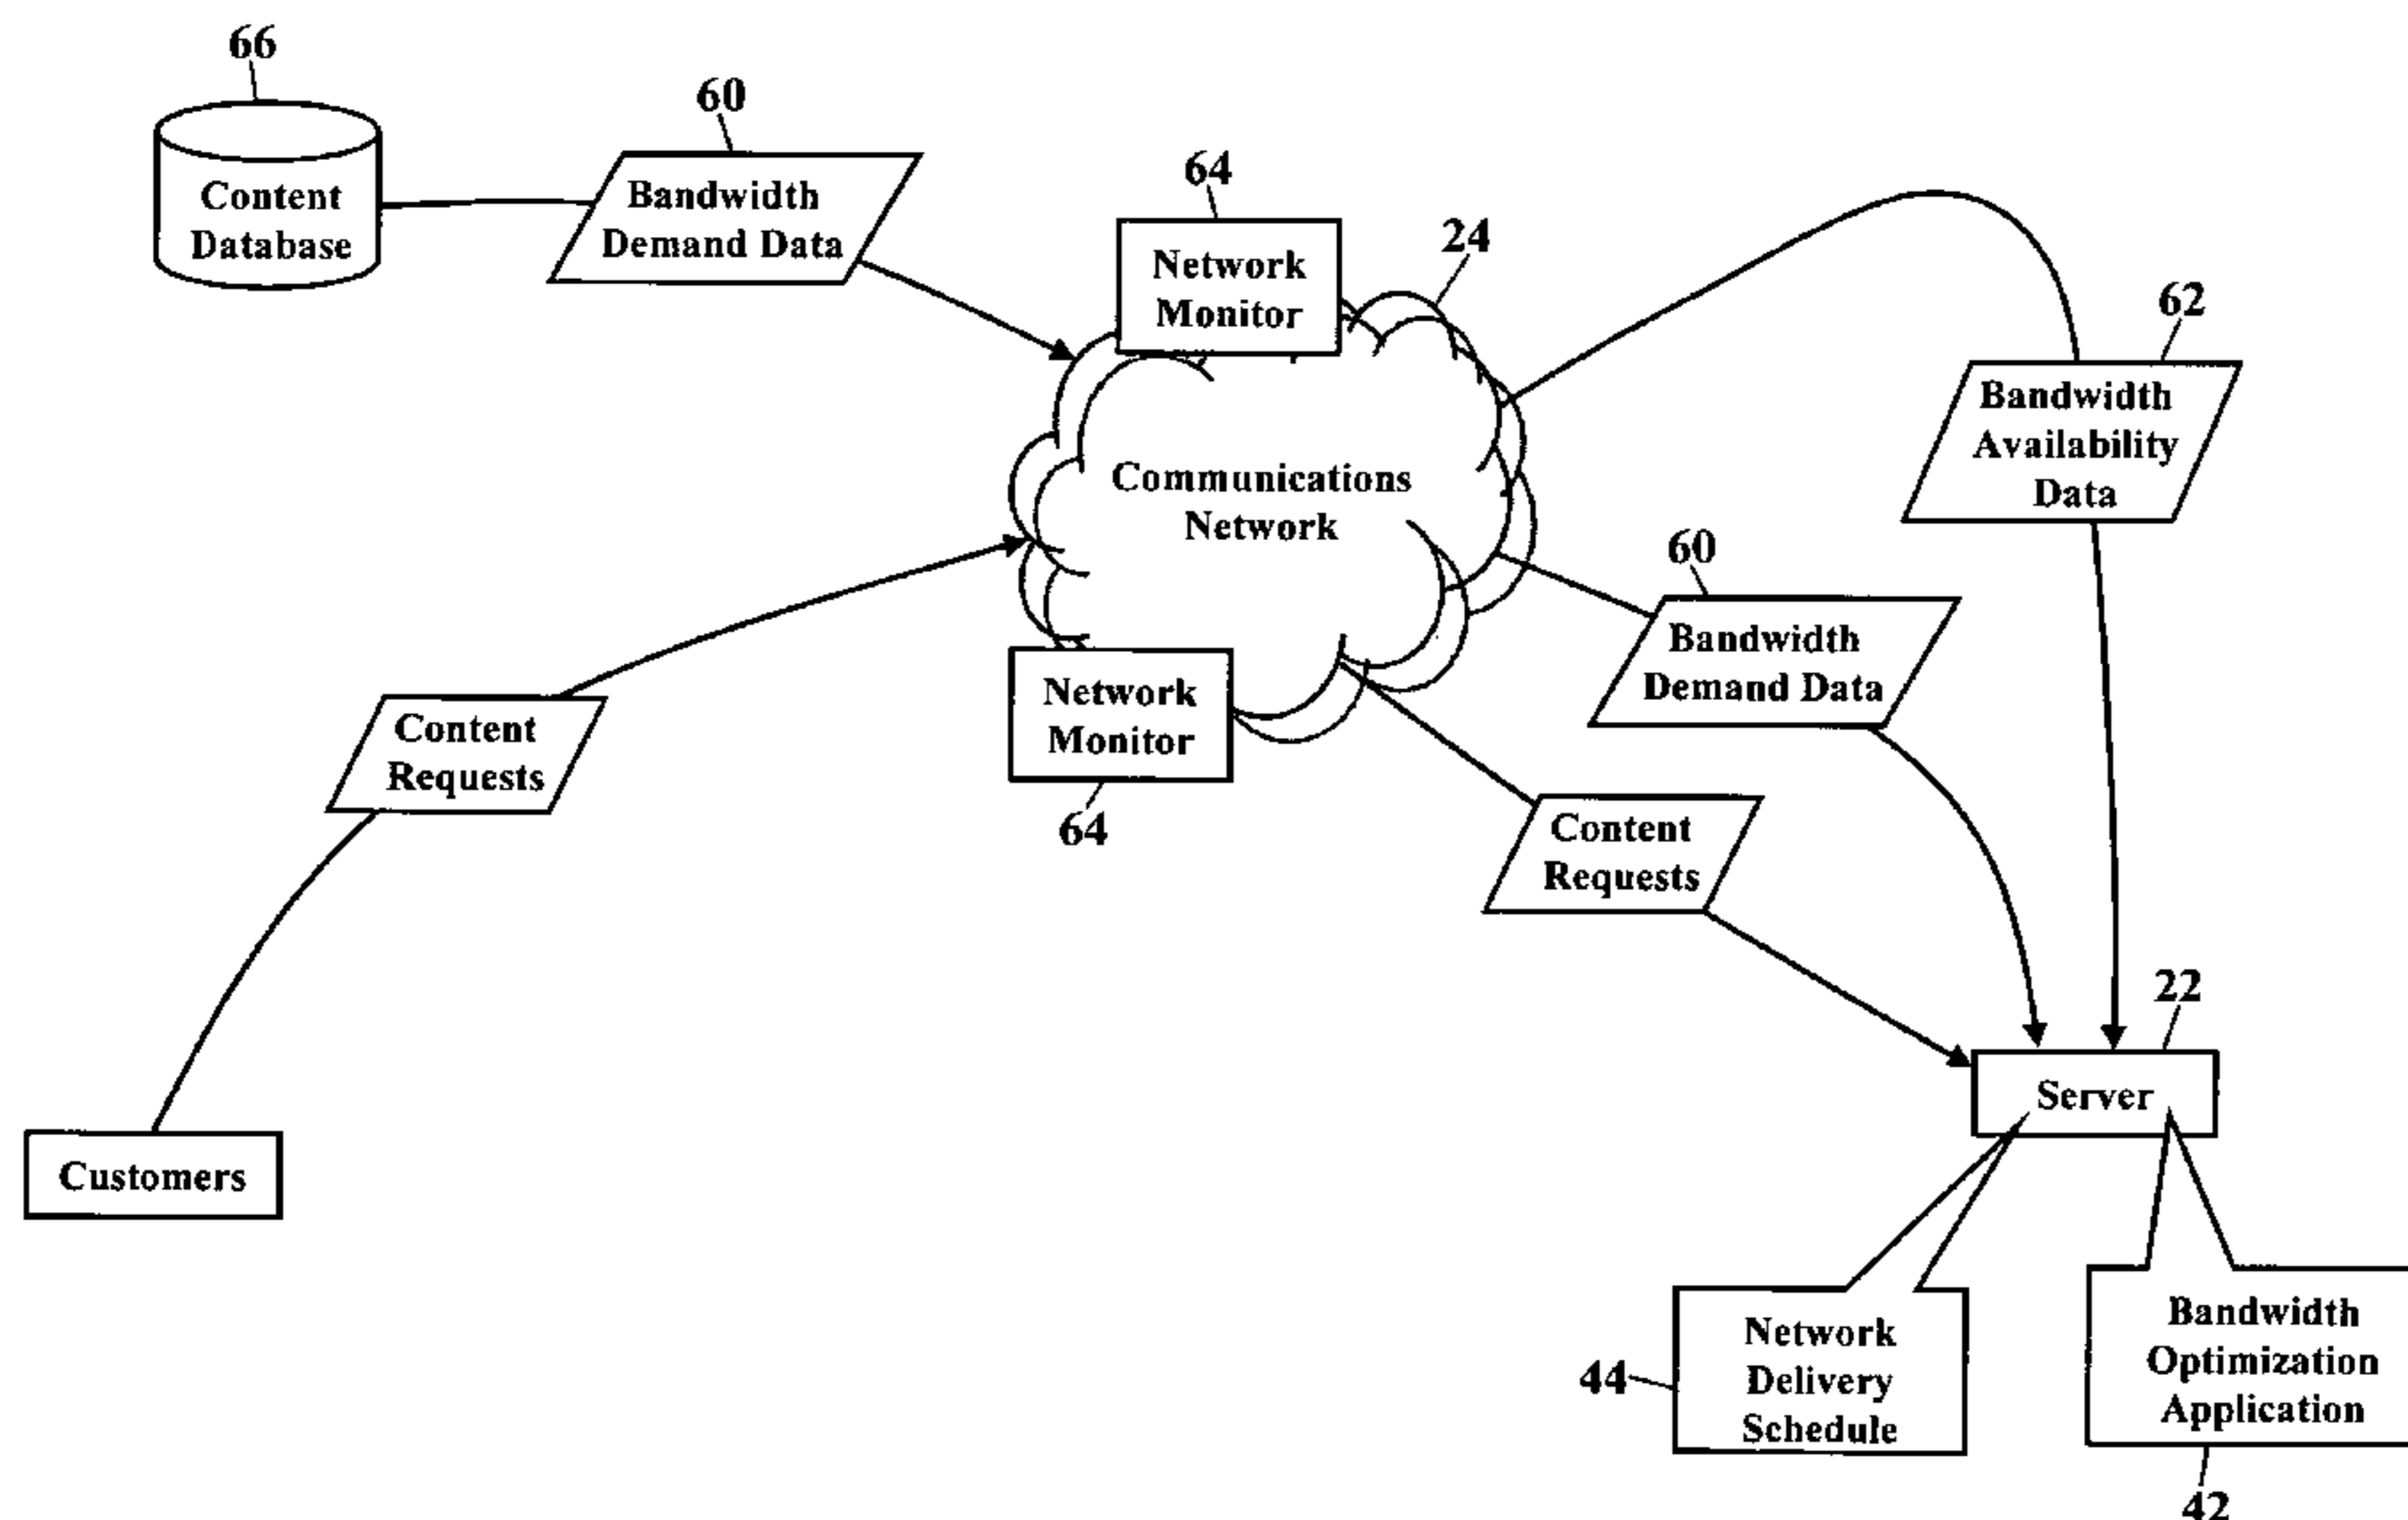 66
Content
Database
60
Bandwidth
Demand Data
64
Network
Monitor
24
Communications
Network
62
Bandwidth
Availability
Data
60
Bandwidth
Demand Data
Content
Requests
Network
Monitor
64
Content
Requests
22
Server
Customers
44
Network
Delivery
Schedule
Bandwidth
Optimization
Application
42